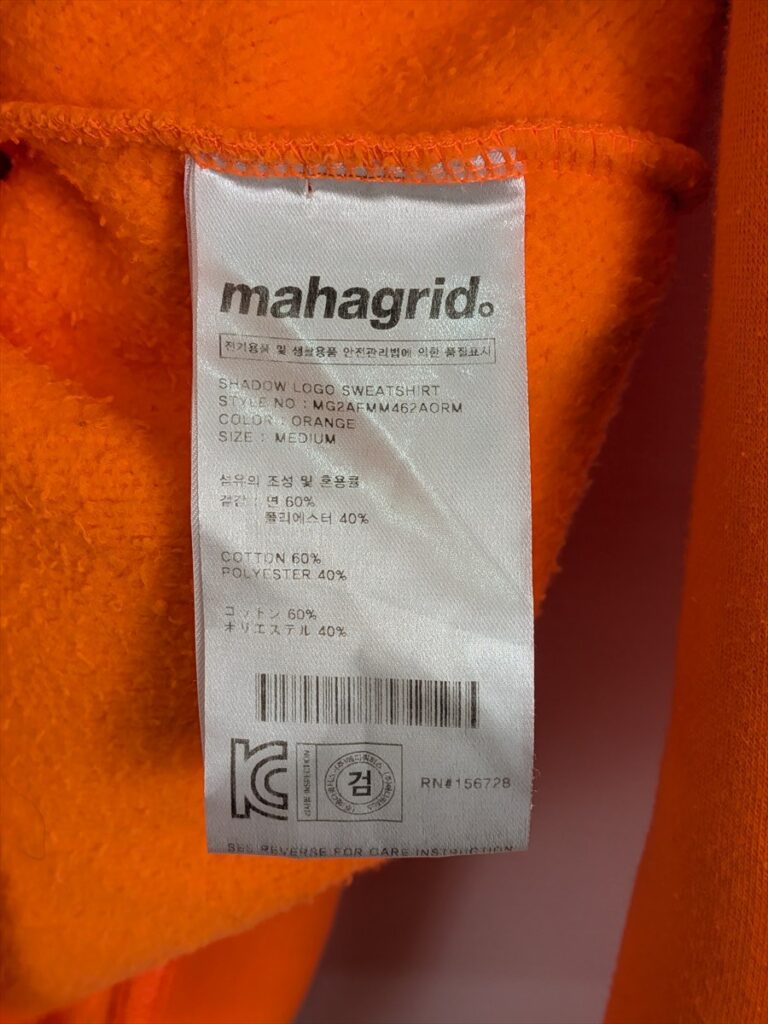 mahagrid
전기용품 및 생활용품 안전관리법에 의한 품질표시
SHADOW LOGO SWEATSHIRT
STYLE NO : MG2AFMM462AORM
COLOR : ORANGE
SIZE : MEDIUM
섬유의 조성 및 혼용률
겉감 : 면 60%
폴리에스터 40%
COTTON 60%
POLYESTER 40%
コットン 60%
ポリエステル 40%
검
RN#156728
SEE REVERSE FOR CARE INSTRUCTION